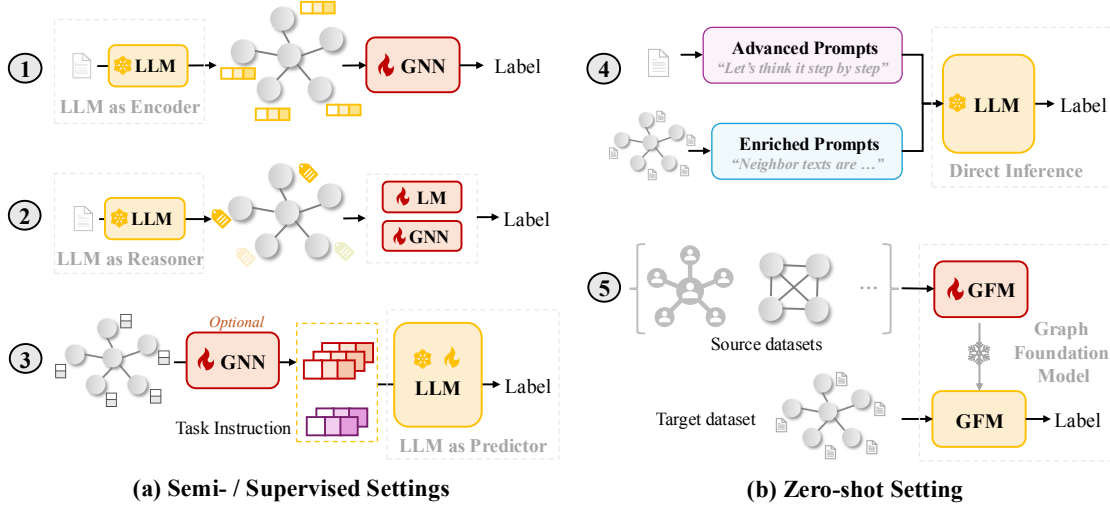 1
LLM
LLM as Encoder
GNN
Label
2
LLM
LLM as Reasoner
LM
GNN
Label
3
Optional
GNN
Task Instruction
LLM
Label
LLM as Predictor
(a) Semi- / Supervised Settings
4
Advanced Prompts
“Let’s think it step by step”
Enriched Prompts
“Neighbor texts are …”
LLM
Label
Direct Inference
5
...
Source datasets
GFM
Graph
Foundation
Model
Target dataset
GFM
Label
(b) Zero-shot Setting